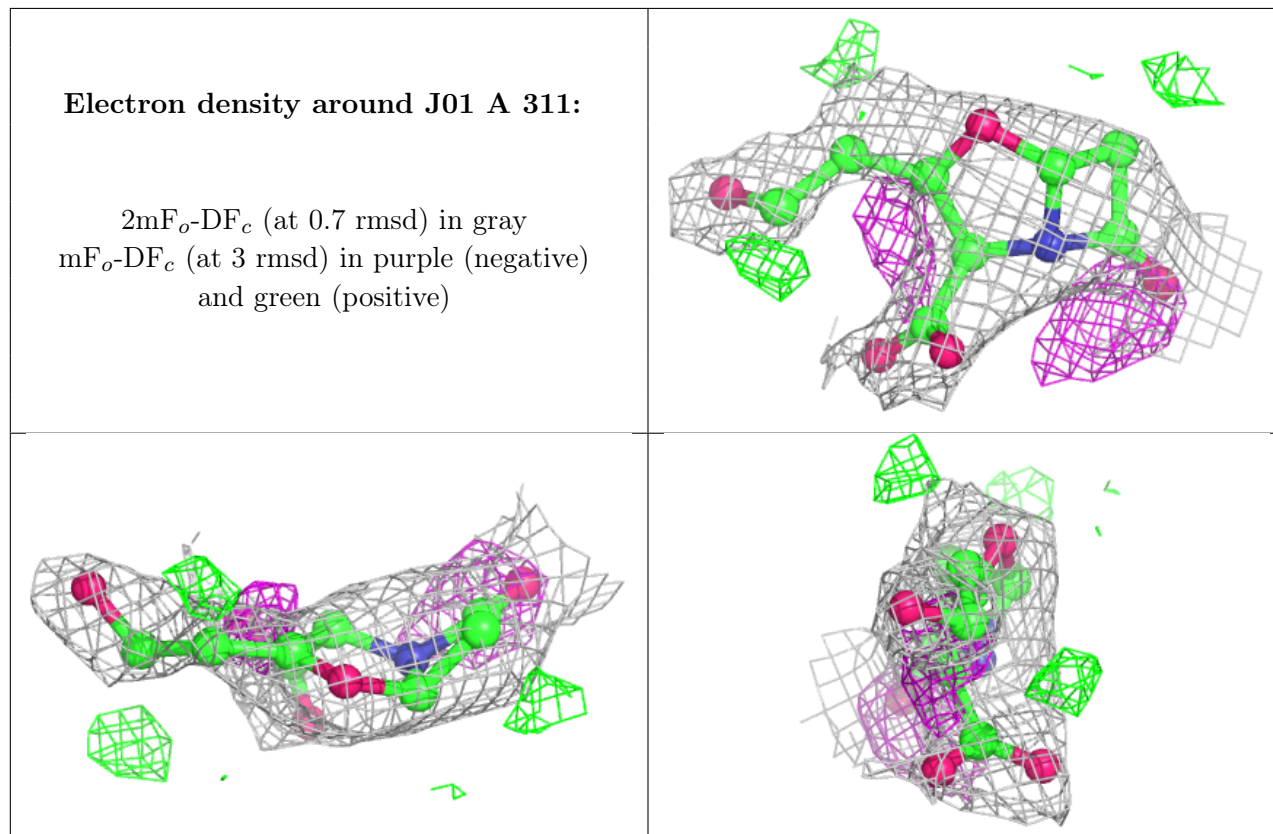 Electron density around J01 A 311:
2mFₒ-DF𝒸 (at 0.7 rmsd) in gray
mFₒ-DF𝒸 (at 3 rmsd) in purple (negative)
and green (positive)